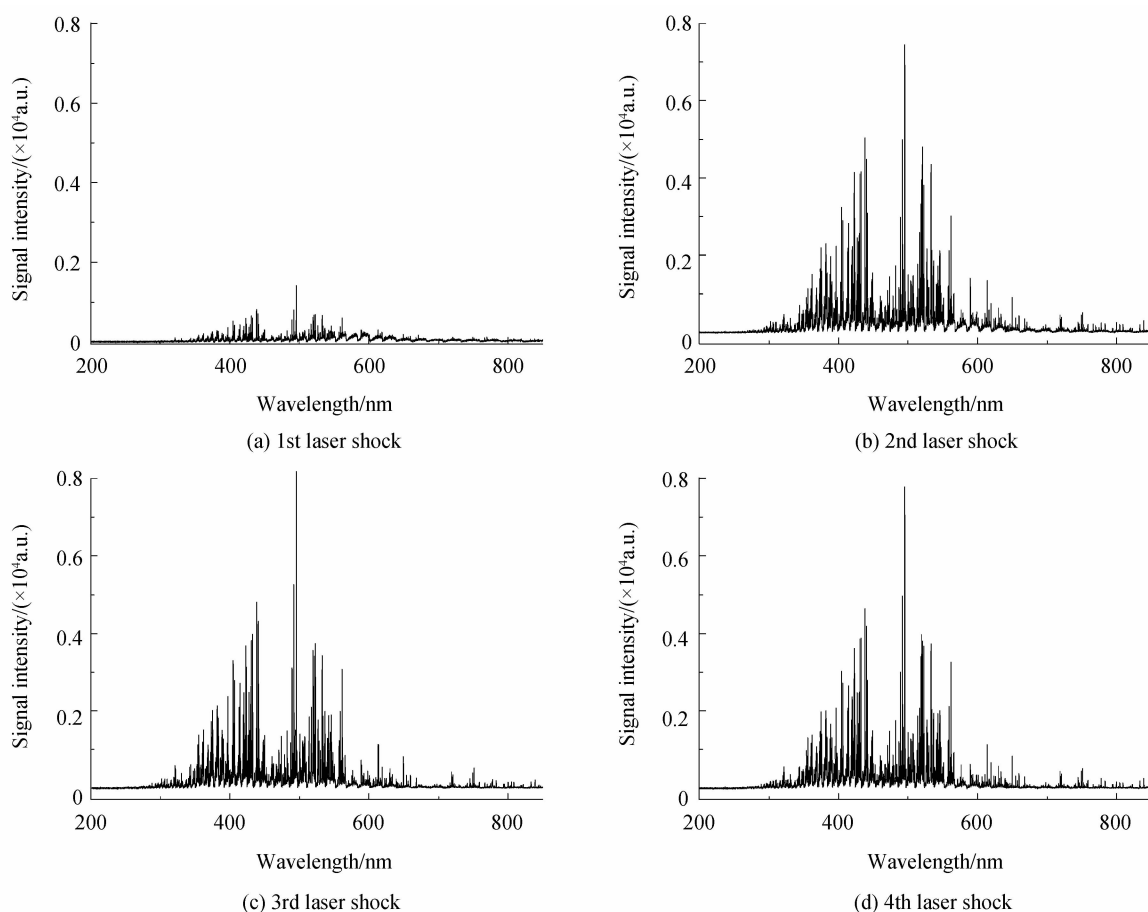 0.8
0.6
0.4
0.2
0
Signal intensity/(×10⁴a.u.)
200 400 600 800
Wavelength/nm
(a) 1st laser shock
0.8
0.6
0.4
0.2
0
Signal intensity/(×10⁴a.u.)
200 400 600 800
Wavelength/nm
(b) 2nd laser shock
0.8
0.6
0.4
0.2
0
Signal intensity/(×10⁴a.u.)
200 400 600 800
Wavelength/nm
(c) 3rd laser shock
0.8
0.6
0.4
0.2
0
Signal intensity/(×10⁴a.u.)
200 400 600 800
Wavelength/nm
(d) 4th laser shock